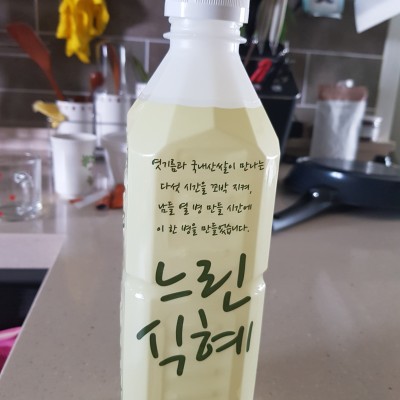 엿기름과 국내산쌀이 만나는
다섯 시간을 꼬박 지켜,
남들 열 병 만들 시간에
이 한 병을 만들었습니다.
느린
식혜